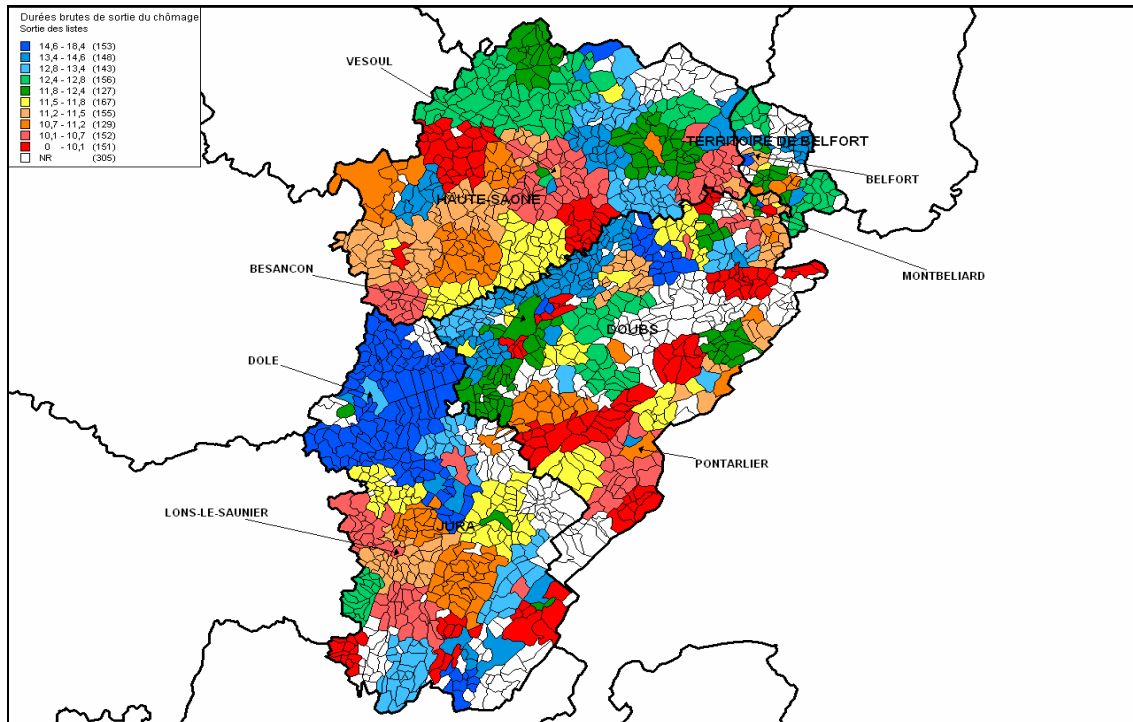 Durées brutes de sortie du chômage
Sortie des listes
14,6 - 18,4 (153)
13,4 - 14,6 (148)
12,8 - 13,4 (143)
12,4 - 12,8 (156)
11,8 - 12,4 (127)
11,5 - 11,8 (167)
11,2 - 11,5 (155)
10,7 - 11,2 (129)
10,1 - 10,7 (152)
0 - 10,1 (151)
NR (305)
VESOUL
TERRITOIRE DE BELFORT
BELFORT
HAUTE-SAONE
BESANCON
MONTBELIARD
DOUBS
DOLE
PONTARLIER
LONS-LE-SAUNIER
JURA